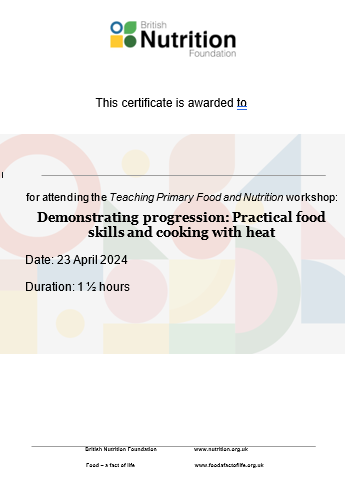 British
Nutrition
Foundation
This certificate is awarded to
for attending the Teaching Primary Food and Nutrition workshop:
Demonstrating progression: Practical food
skills and cooking with heat
Date: 23 April 2024
Duration: 1 ½ hours
British Nutrition Foundation www.nutrition.org.uk
Food – a fact of life www.foodafactoflife.org.uk